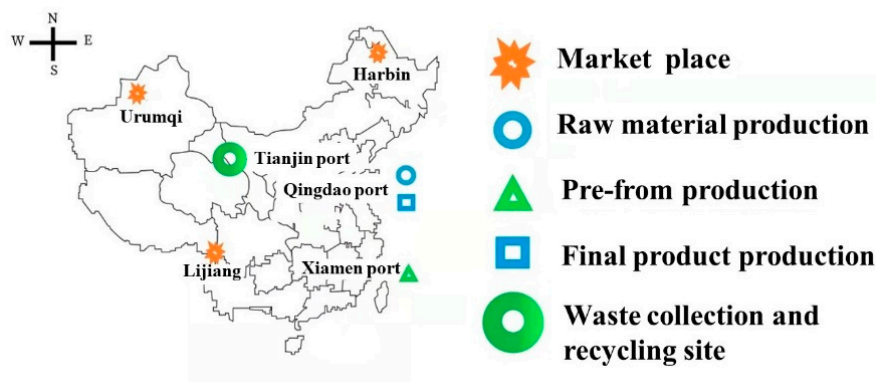 N
W E
S
Harbin
Urumqi
Tianjin port
Qingdao port
Lijiang
Xiamen port
Market place
Raw material production
Pre-from production
Final product production
Waste collection and
recycling site